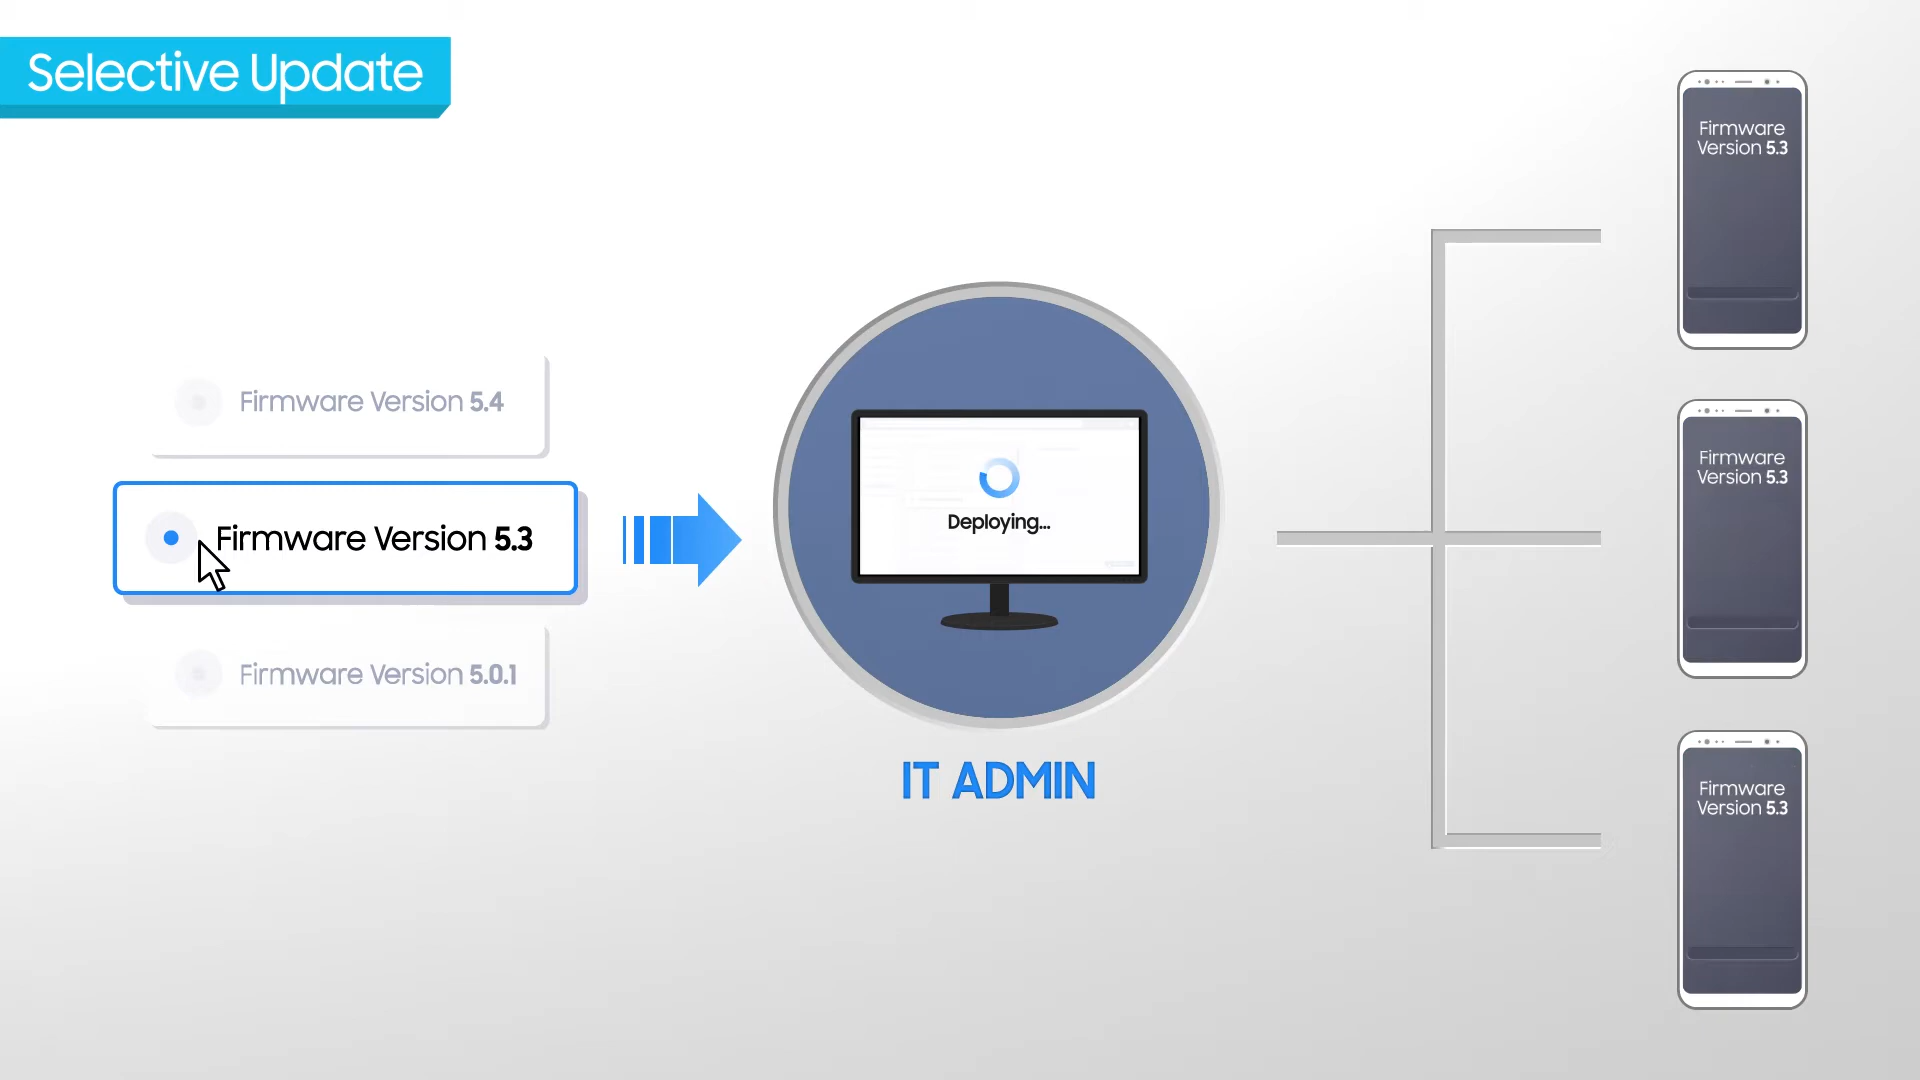 Selective Update
Firmware Version 5.4
Firmware Version 5.3
Firmware Version 5.0.1
Deploying...
IT ADMIN
Firmware
Version 5.3
Firmware
Version 5.3
Firmware
Version 5.3